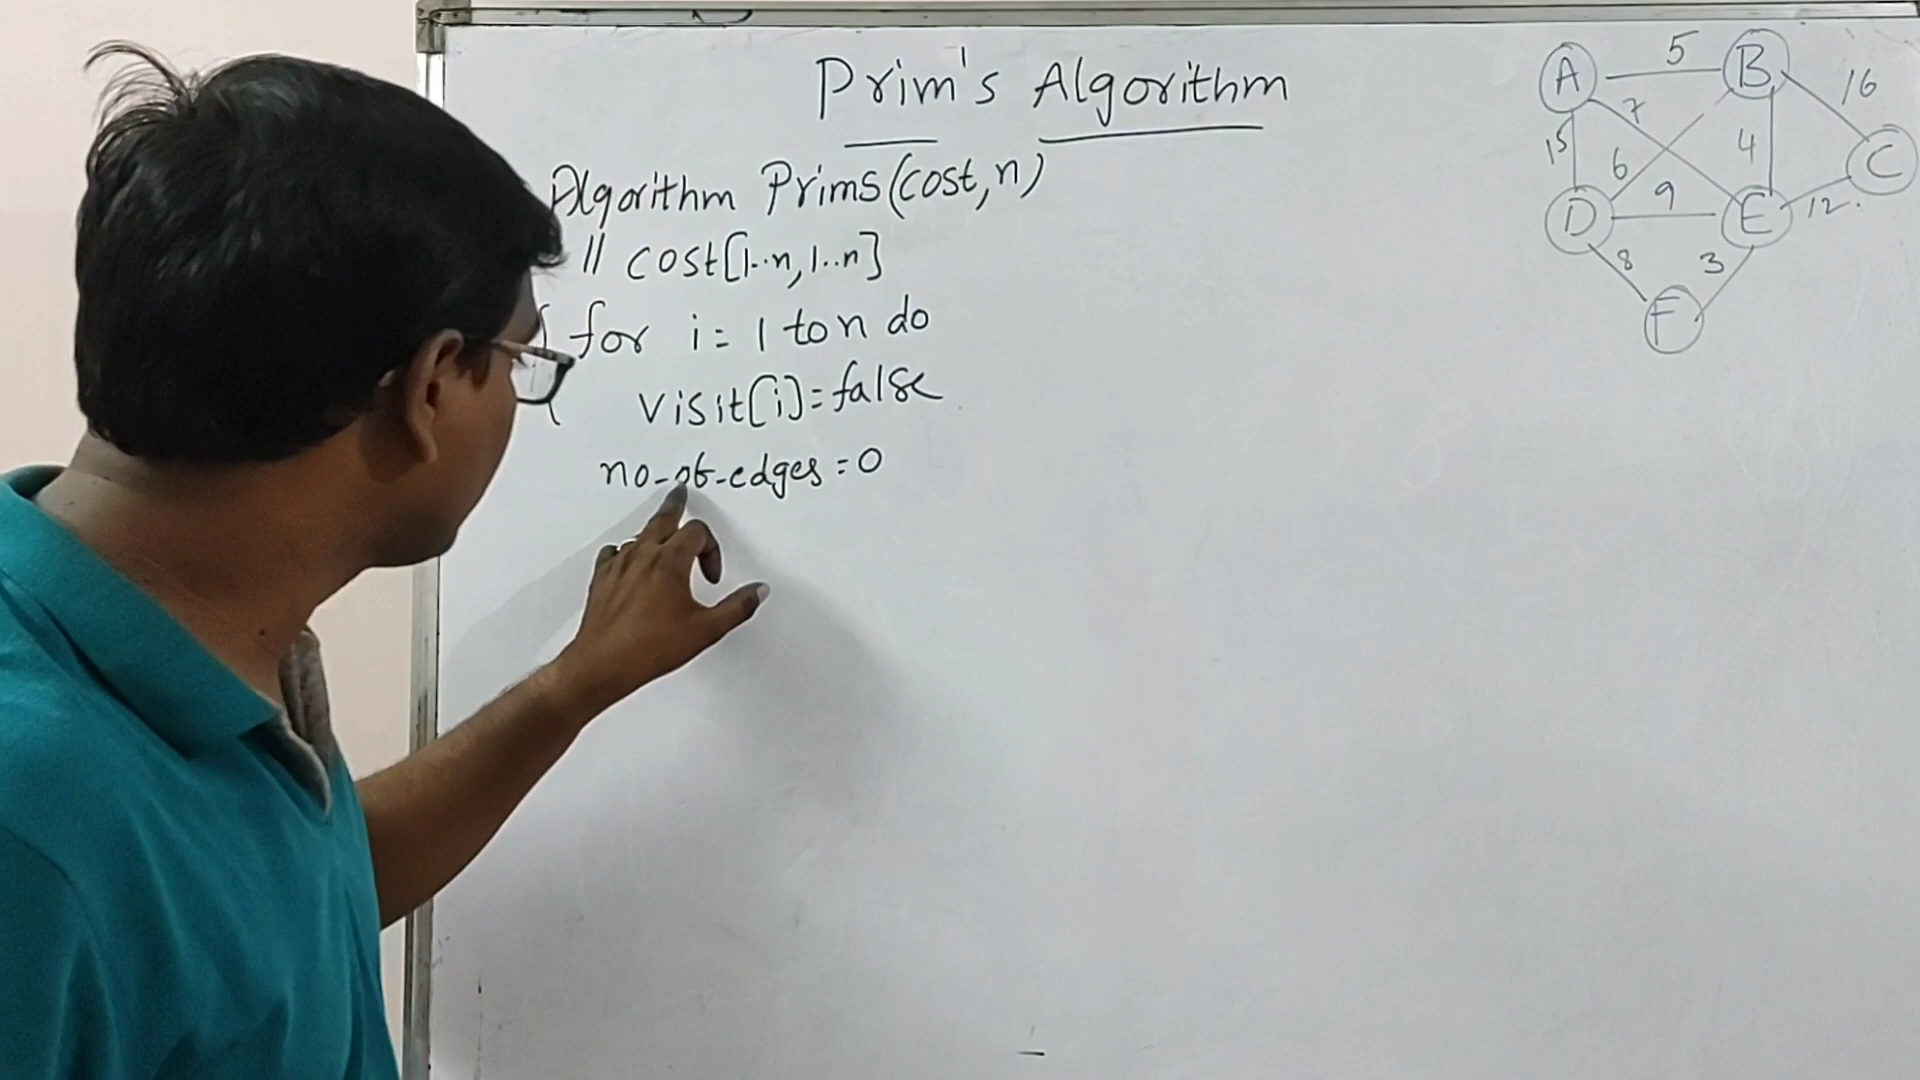 Prim's Algorithm
Algorithm Prims(cost,n)
// cost[1..n,1..n]
{ for i = 1 to n do
visit[i]=false
no-of-edges=0
A 5 B 16
7
15 6 4 C
D 9 E 12.
8 3
F